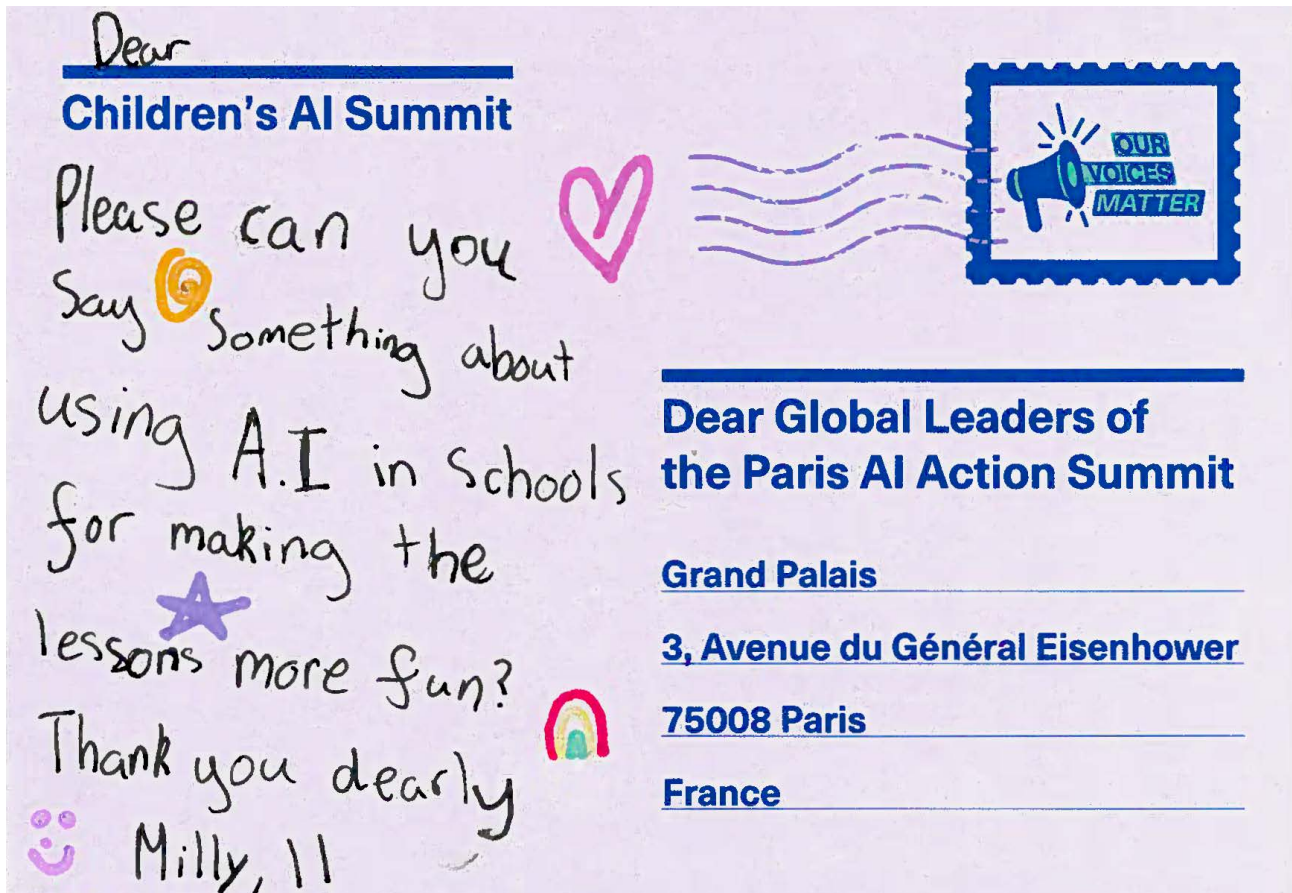 Dear
Children's AI Summit
Please can you
Say something about
using A.I in Schools
for making the
lessons more fun?
Thank you dearly
Milly, 11
OUR
VOICES
MATTER
Dear Global Leaders of
the Paris AI Action Summit
Grand Palais
3, Avenue du Général Eisenhower
75008 Paris
France